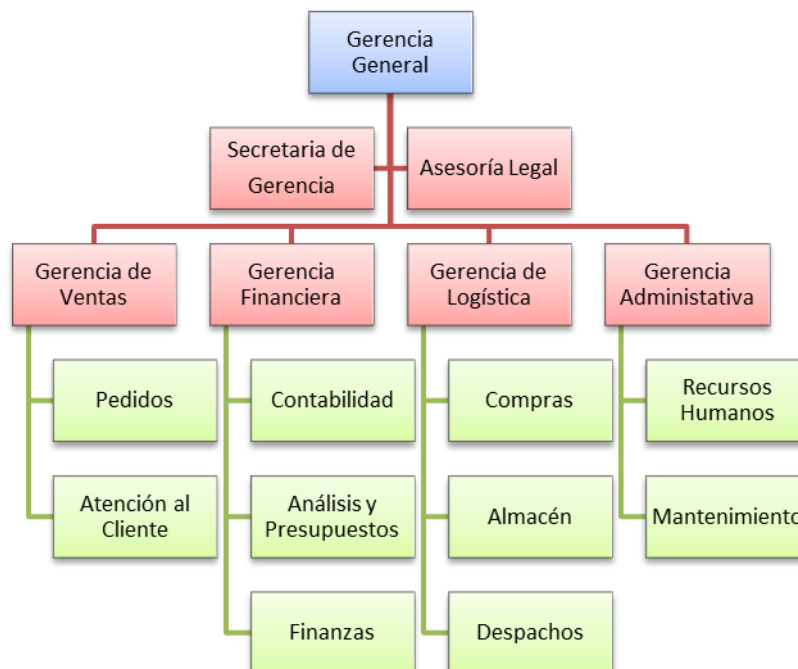 Gerencia
General
Secretaria de
Gerencia
Asesoría Legal
Gerencia de
Ventas
Gerencia
Financiera
Gerencia de
Logística
Gerencia
Administativa
Pedidos
Contabilidad
Compras
Recursos
Humanos
Atención al
Cliente
Análisis y
Presupuestos
Almacén
Mantenimiento
Finanzas
Despachos